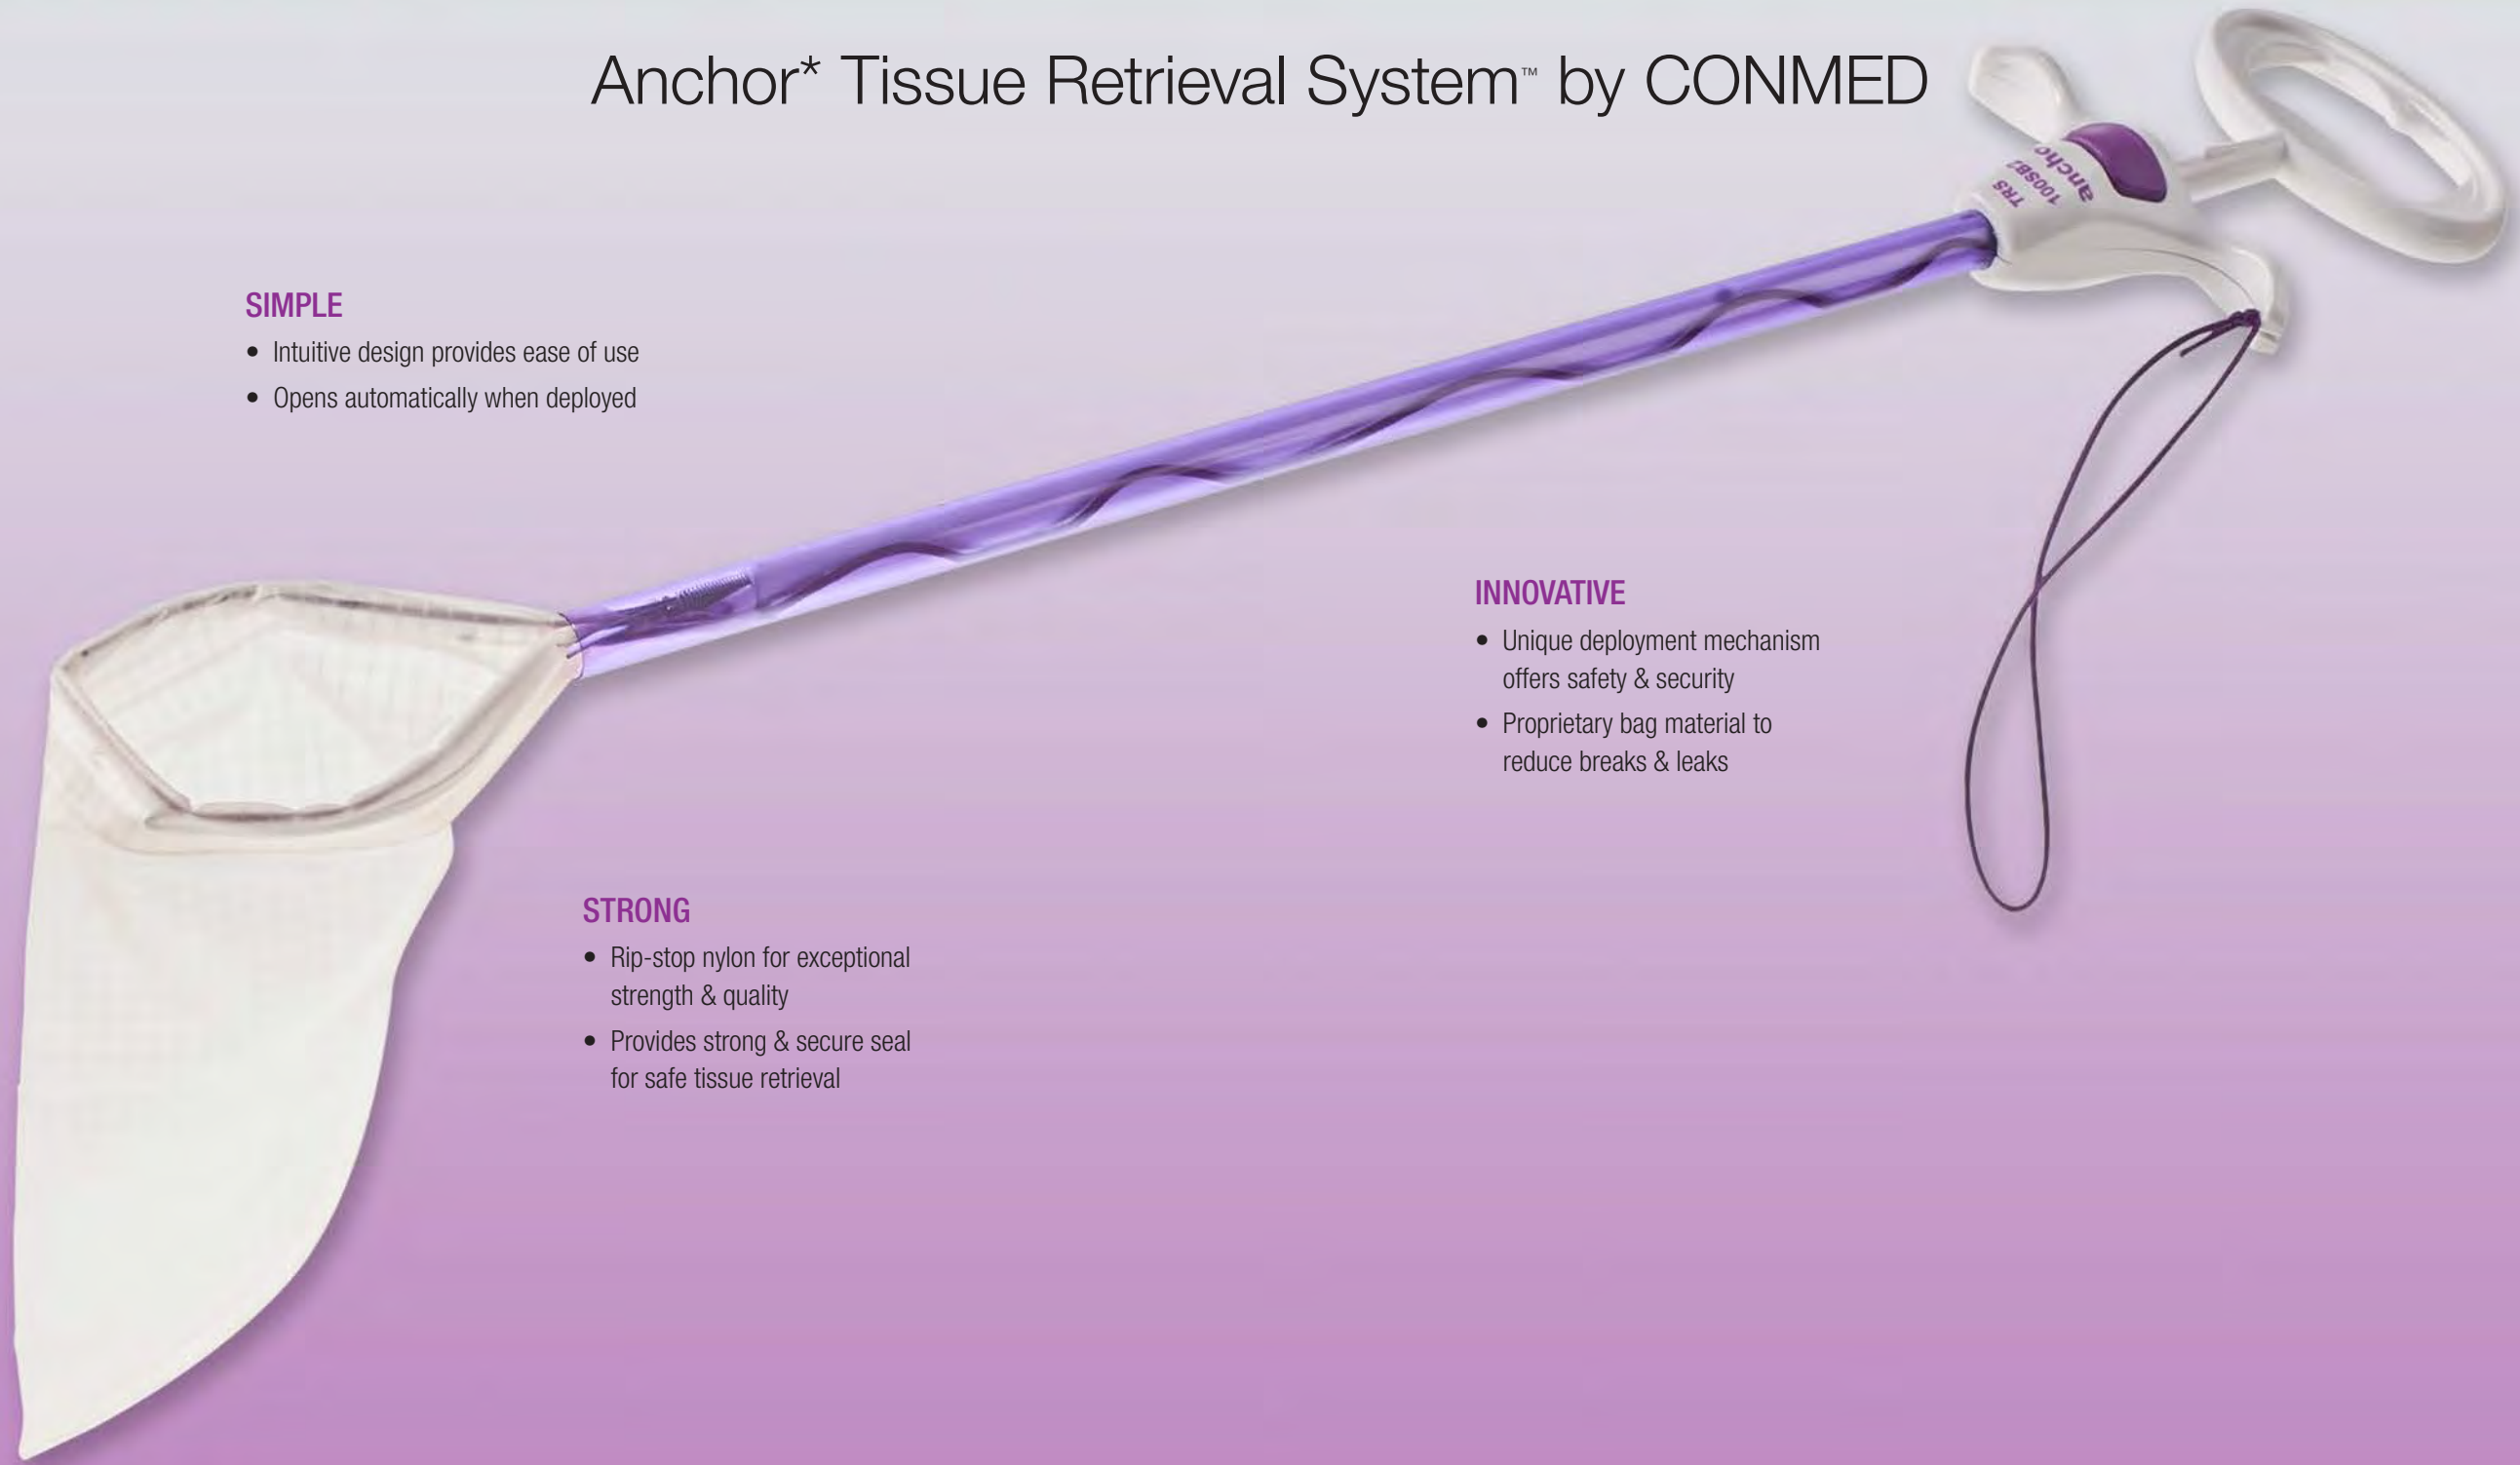 Anchor* Tissue Retrieval System™ by CONMED
TRS
SIMPLE
• Intuitive design provides ease of use
• Opens automatically when deployed
INNOVATIVE
• Unique deployment mechanism
offers safety & security
• Proprietary bag material to
reduce breaks & leaks
STRONG
• Rip-stop nylon for exceptional
strength & quality
• Provides strong & secure seal
for safe tissue retrieval